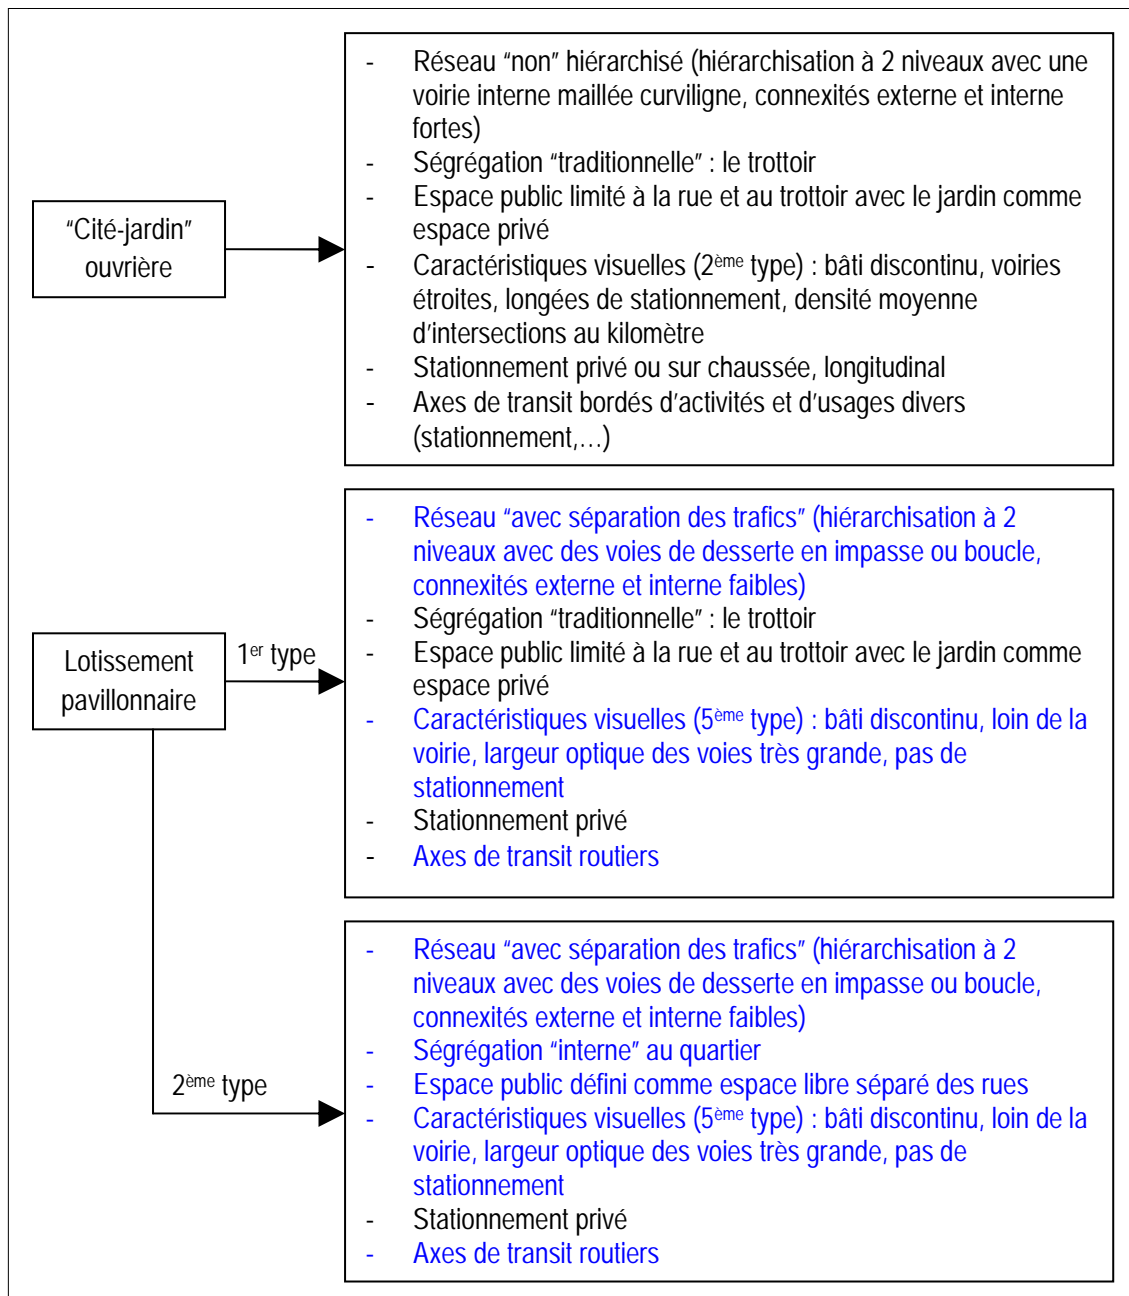 - Réseau “non” hiérarchisé (hiérarchisation à 2 niveaux avec une
voirie interne maillée curviligne, connexités externe et interne
fortes)
- Ségrégation “traditionnelle” : le trottoir
- Espace public limité à la rue et au trottoir avec le jardin comme
espace privé
- Caractéristiques visuelles (2ème type) : bâti discontinu, voiries
étroites, longées de stationnement, densité moyenne
d’intersections au kilomètre
- Stationnement privé ou sur chaussée, longitudinal
- Axes de transit bordés d’activités et d’usages divers
(stationnement,…)
“Cité-jardin”
ouvrière
- Réseau “avec séparation des trafics” (hiérarchisation à 2
niveaux avec des voies de desserte en impasse ou boucle,
connexités externe et interne faibles)
- Ségrégation “traditionnelle” : le trottoir
- Espace public limité à la rue et au trottoir avec le jardin comme
espace privé
- Caractéristiques visuelles (5ème type) : bâti discontinu, loin de la
voirie, largeur optique des voies très grande, pas de
stationnement
- Stationnement privé
- Axes de transit routiers
Lotissement
pavillonnaire
1er type
- Réseau “avec séparation des trafics” (hiérarchisation à 2
niveaux avec des voies de desserte en impasse ou boucle,
connexités externe et interne faibles)
- Ségrégation “interne” au quartier
- Espace public défini comme espace libre séparé des rues
- Caractéristiques visuelles (5ème type) : bâti discontinu, loin de la
voirie, largeur optique des voies très grande, pas de
stationnement
- Stationnement privé
- Axes de transit routiers
2ème type